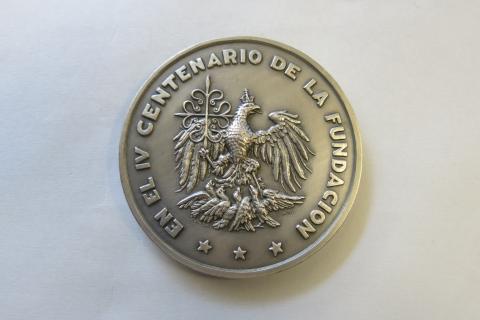 EN EL IV CENTENARIO DE LA FUNDACION